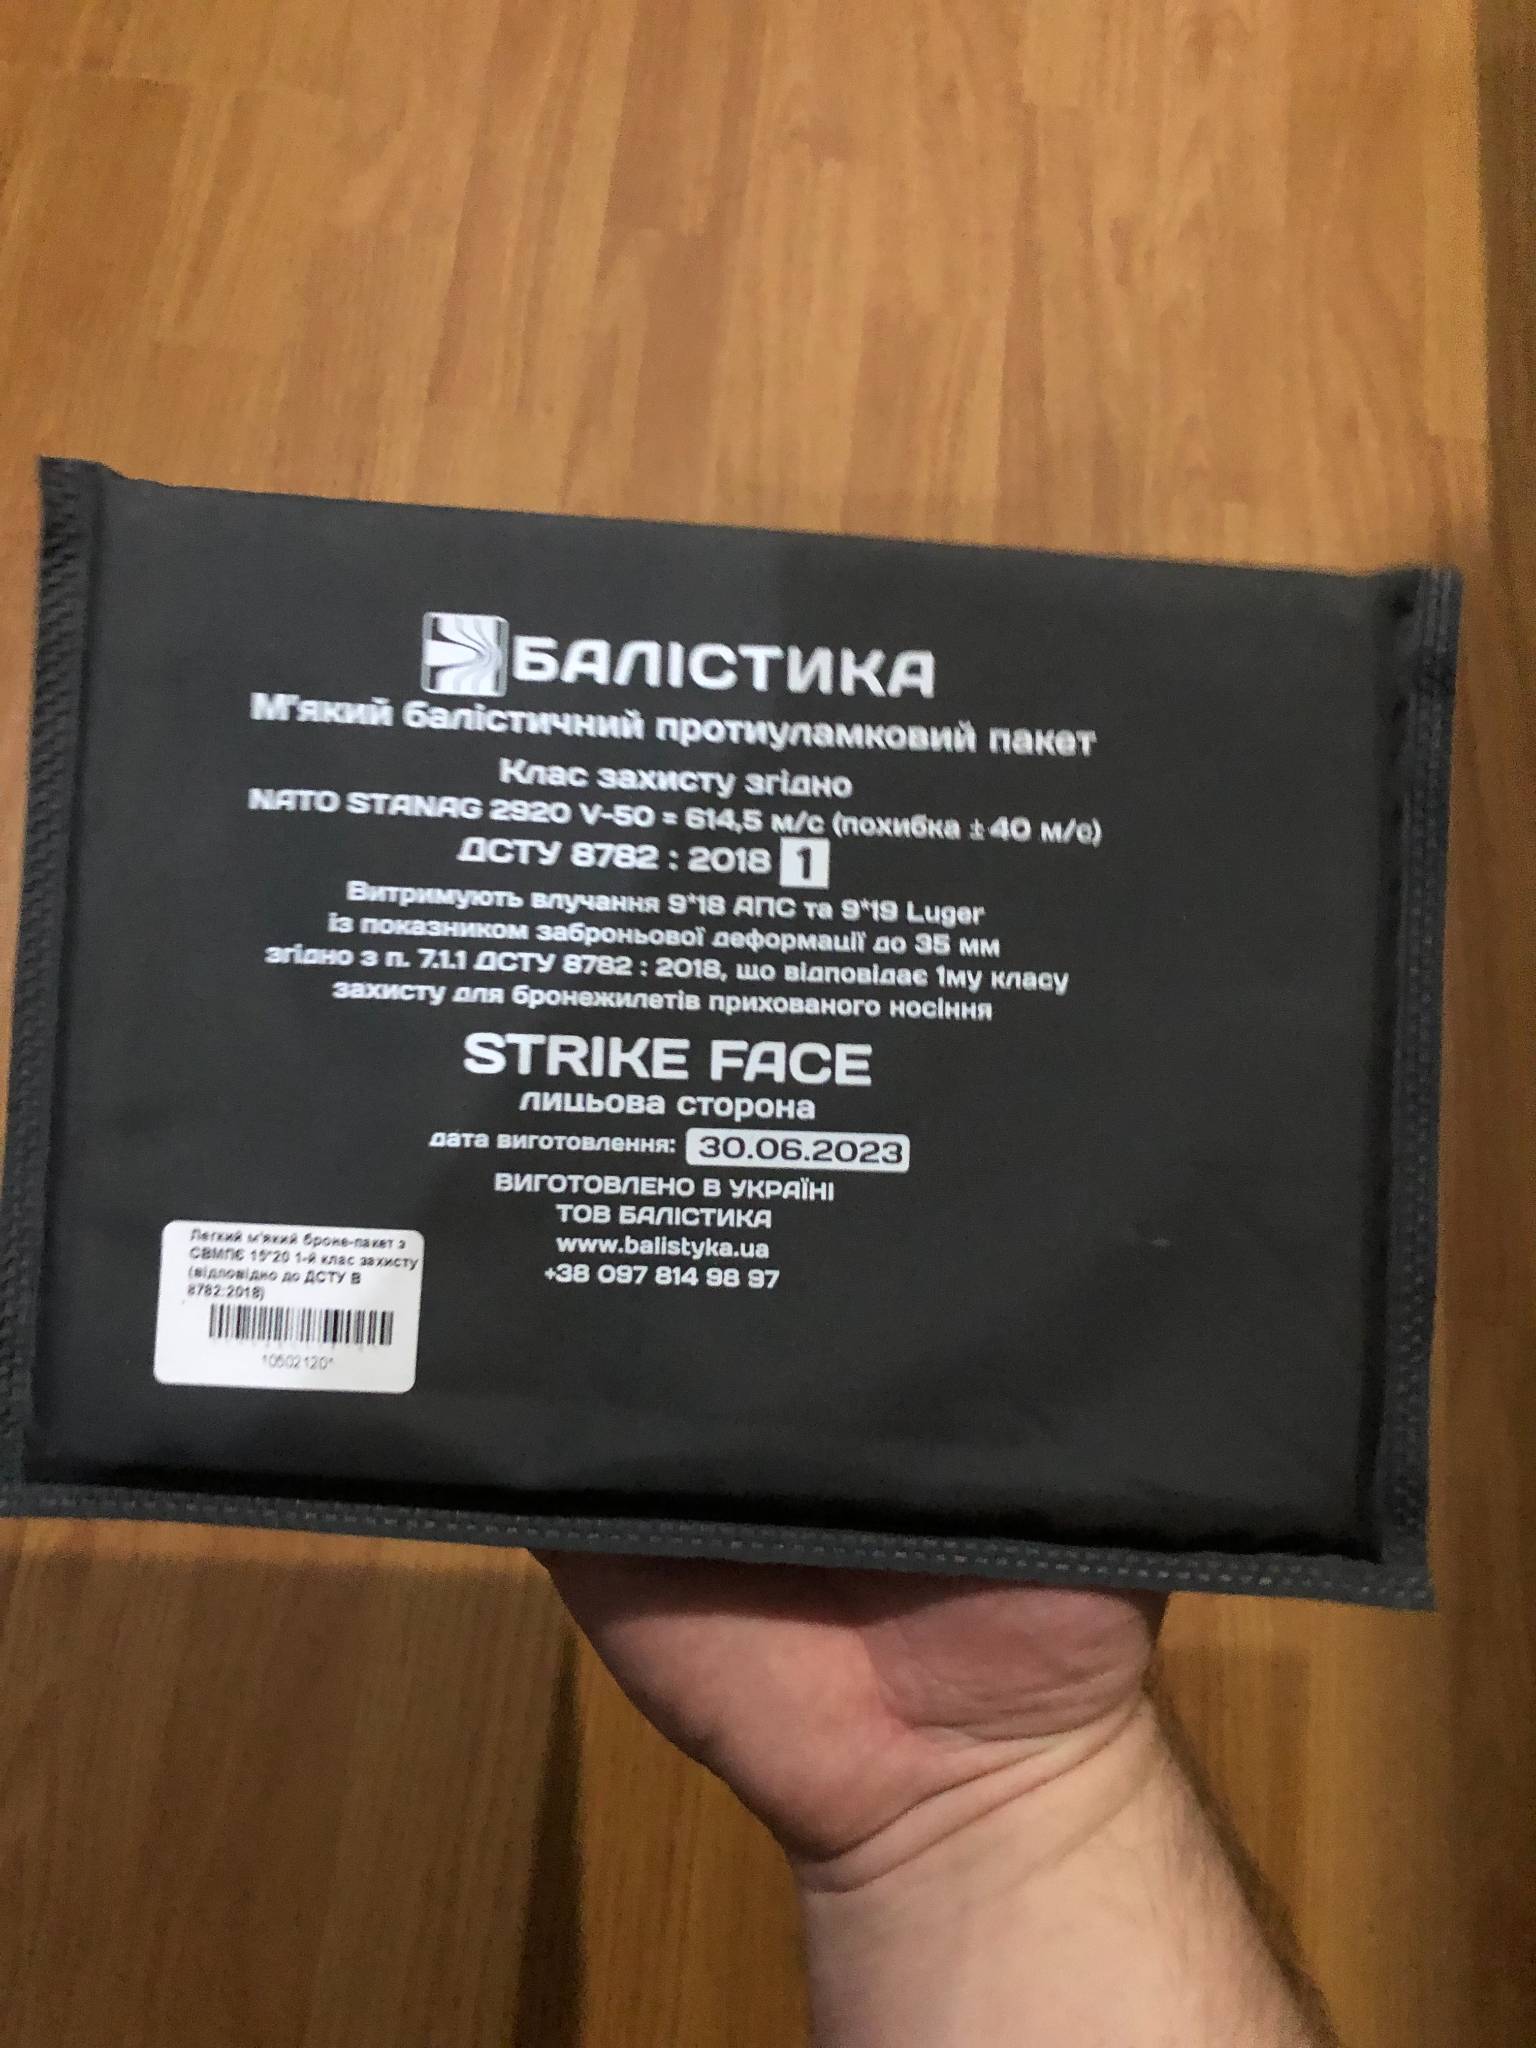 БАЛІСТИКА
М'який балістичний протиуламковий пакет
Клас захисту згідно
NATO STANAG 2920 V-50 = 614,5 м/с (похибка ±40 м/с)
ДСТУ 8782 : 2018 1
Витримують влучання 9*18 АПС та 9*19 Luger
із показником заброньової деформації до 35 мм
згідно з п. 7.1.1 ДСТУ 8782 : 2018, що відповідає 1му класу
захисту для бронежилетів прихованого носіння
STRIKE FACE
лицьова сторона
дата виготовлення: 30.06.2023
ВИГОТОВЛЕНО В УКРАЇНІ
ТОВ БАЛІСТИКА
www.balistyka.ua
+38 097 814 98 97
Легкий м'який броне-пакет з
СВМПЄ 15*20 1-й клас захисту
(відповідно до ДСТУ В
8782:2018)